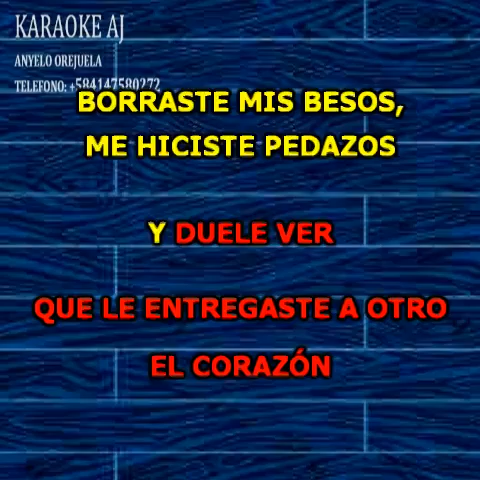 KARAOKE AJ
ANYELO OREJUELA
TELEFONO: +584147580272
BORRASTE MIS BESOS,
ME HICISTE PEDAZOS
Y DUELE VER
QUE LE ENTREGASTE A OTRO
EL CORAZÓN